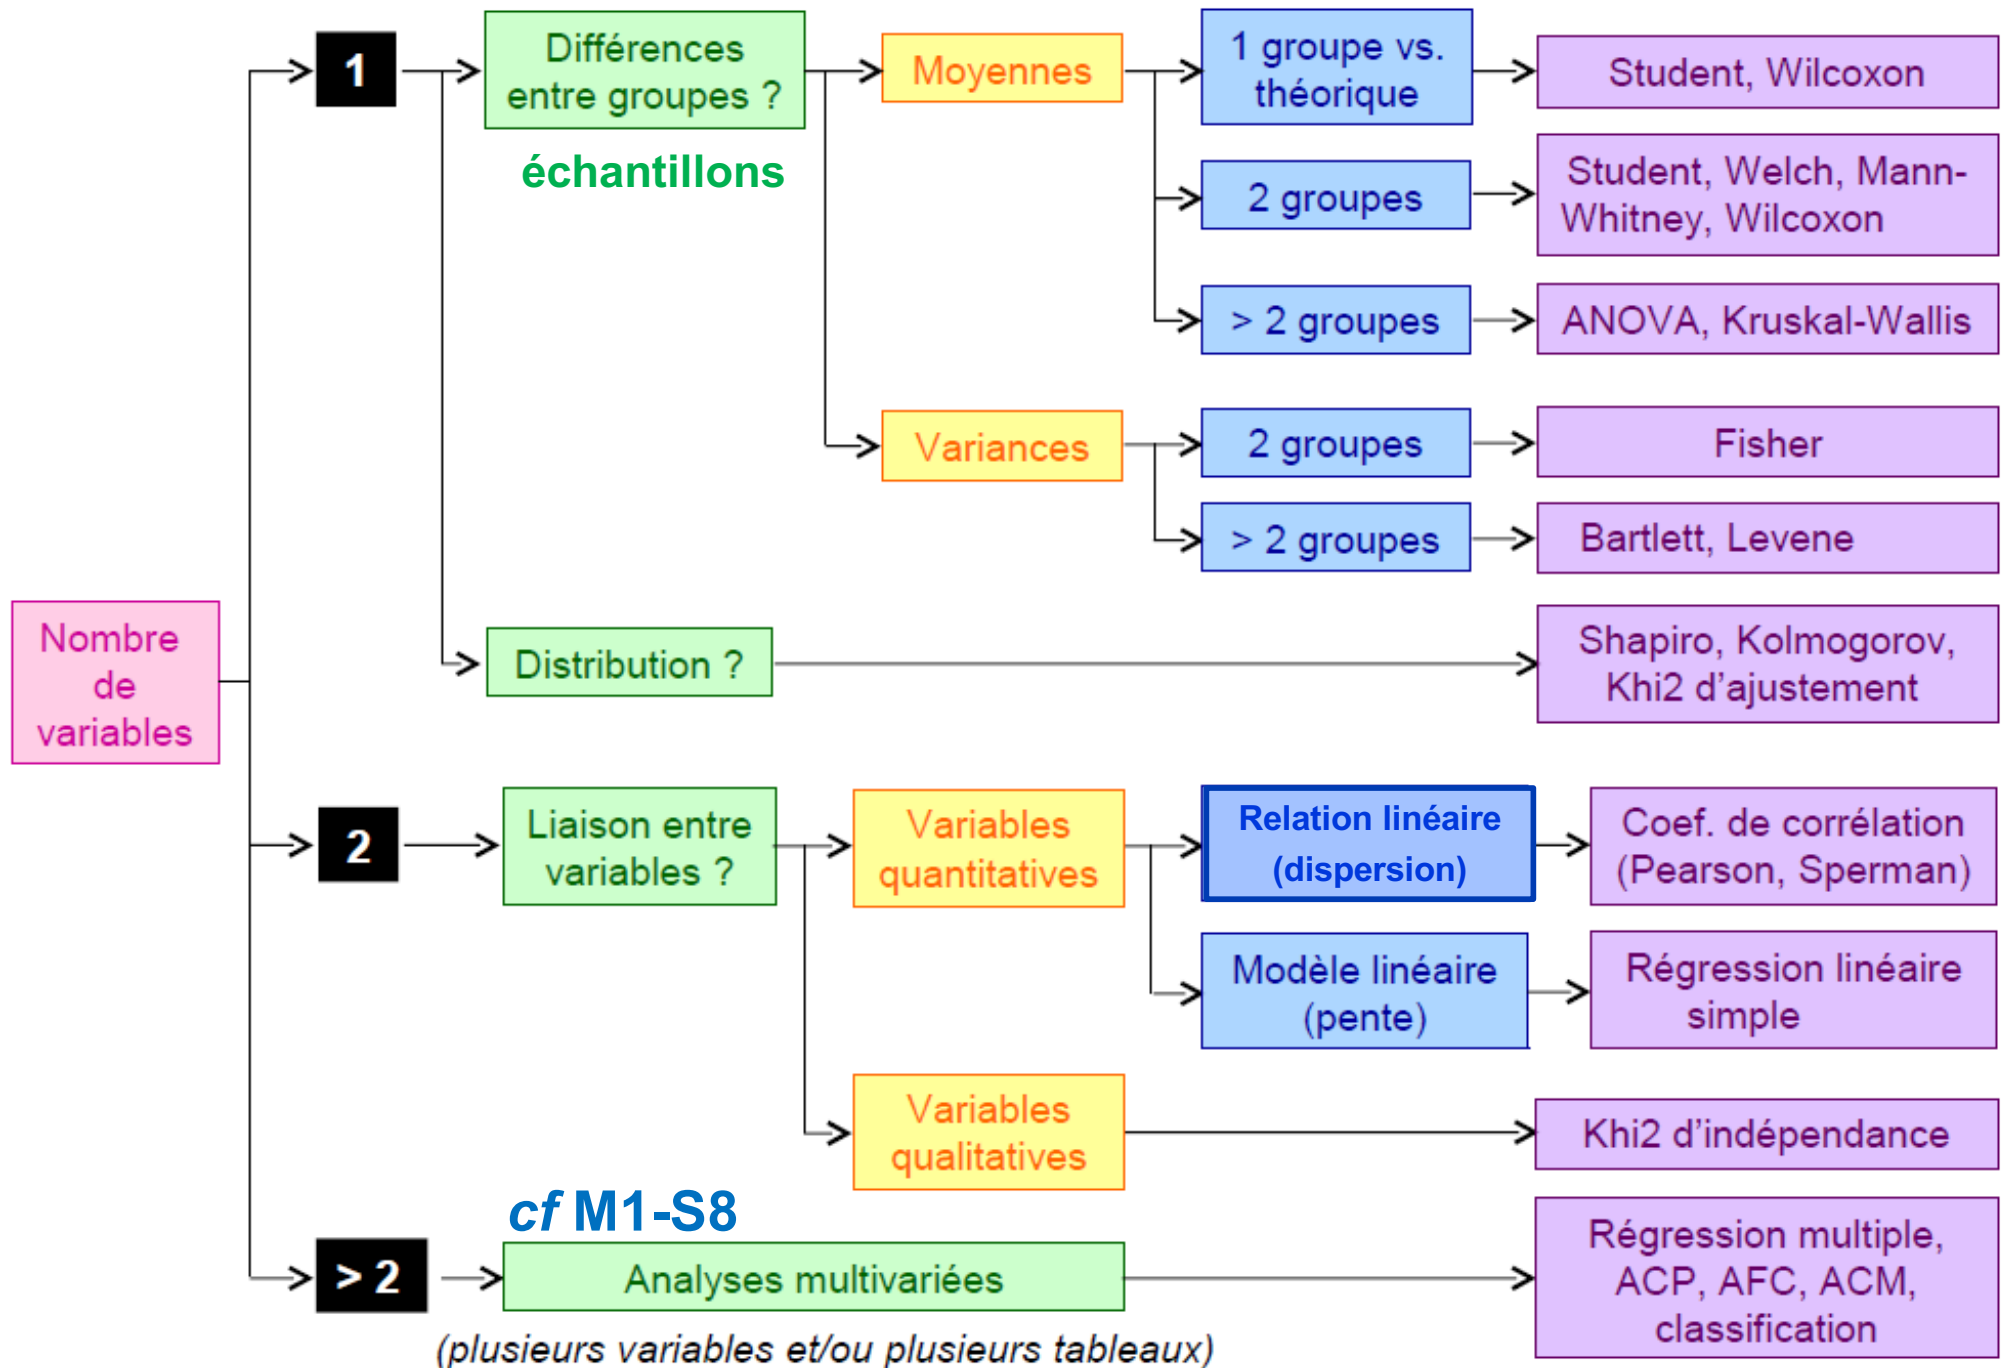 1
Différences
entre groupes ?
échantillons
Moyennes
1 groupe vs.
théorique
Student, Wilcoxon
2 groupes
Student, Welch, Mann-
Whitney, Wilcoxon
> 2 groupes
ANOVA, Kruskal-Wallis
Variances
2 groupes
Fisher
> 2 groupes
Bartlett, Levene
Nombre
de
variables
Distribution ?
Shapiro, Kolmogorov,
Khi2 d'ajustement
2
Liaison entre
variables ?
Variables
quantitatives
Relation linéaire
(dispersion)
Coef. de corrélation
(Pearson, Sperman)
Modèle linéaire
(pente)
Régression linéaire
simple
Variables
qualitatives
Khi2 d'indépendance
cf M1-S8
> 2
Analyses multivariées
(plusieurs variables et/ou plusieurs tableaux)
Régression multiple,
ACP, AFC, ACM,
classification